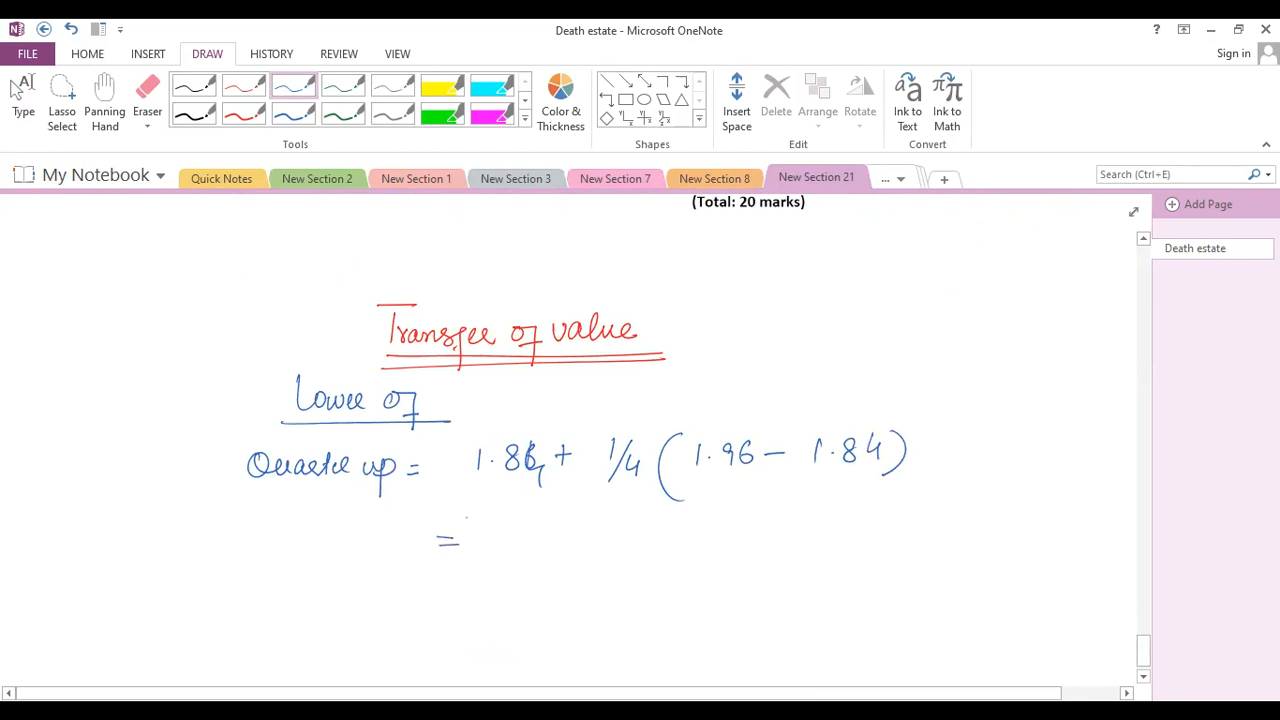 Death estate - Microsoft OneNote
?
FILE HOME INSERT DRAW HISTORY REVIEW VIEW
Sign in
Type
Lasso Select
Panning Hand
Eraser
Color & Thickness
Insert Space
Delete
Arrange
Rotate
Ink to Text
Ink to Math
Tools
Shapes
Edit
Convert
My Notebook
Quick Notes
New Section 2
New Section 1
New Section 3
New Section 7
New Section 8
New Section 21
...
Search (Ctrl+E)
Add Page
Death estate
(Total: 20 marks)
Transfer of value
Lower of
Quarter up = 1.84 + 1/4 (1.96 - 1.84)
=